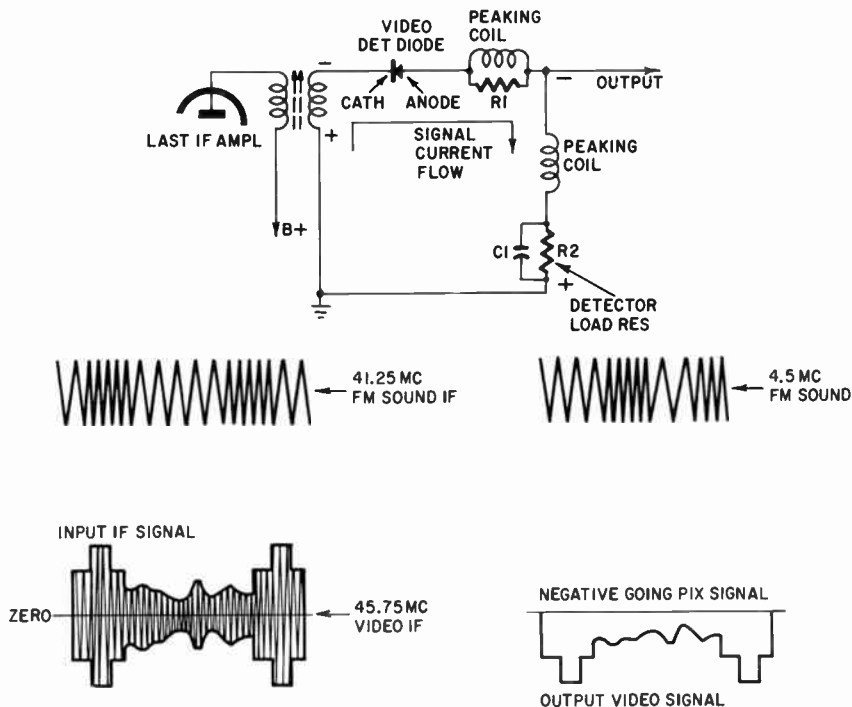 VIDEO
DET DIODE
PEAKING
COIL
−
CATH
ANODE
R1
−
OUTPUT
LAST IF AMPL
+
SIGNAL
CURRENT
FLOW
PEAKING
COIL
B+
C1
R2
+
DETECTOR
LOAD RES
41.25 MC
FM SOUND IF
4.5 MC
FM SOUND
INPUT IF SIGNAL
ZERO
45.75 MC
VIDEO IF
NEGATIVE GOING PIX SIGNAL
OUTPUT VIDEO SIGNAL